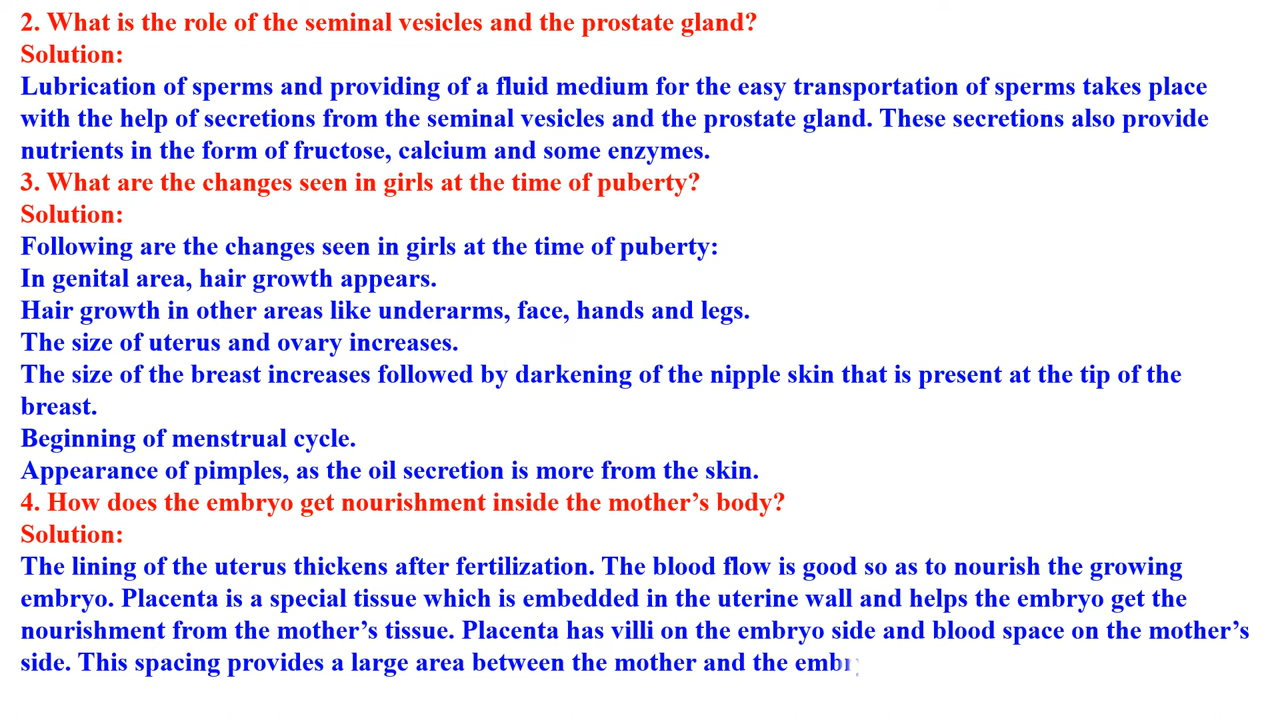 2. What is the role of the seminal vesicles and the prostate gland?
Solution:
Lubrication of sperms and providing of a fluid medium for the easy transportation of sperms takes place
with the help of secretions from the seminal vesicles and the prostate gland. These secretions also provide
nutrients in the form of fructose, calcium and some enzymes.
3. What are the changes seen in girls at the time of puberty?
Solution:
Following are the changes seen in girls at the time of puberty:
In genital area, hair growth appears.
Hair growth in other areas like underarms, face, hands and legs.
The size of uterus and ovary increases.
The size of the breast increases followed by darkening of the nipple skin that is present at the tip of the
breast.
Beginning of menstrual cycle.
Appearance of pimples, as the oil secretion is more from the skin.
4. How does the embryo get nourishment inside the mother’s body?
Solution:
The lining of the uterus thickens after fertilization. The blood flow is good so as to nourish the growing
embryo. Placenta is a special tissue which is embedded in the uterine wall and helps the embryo get the
nourishment from the mother’s tissue. Placenta has villi on the embryo side and blood space on the mother’s
side. This spacing provides a large area between the mother and the embry